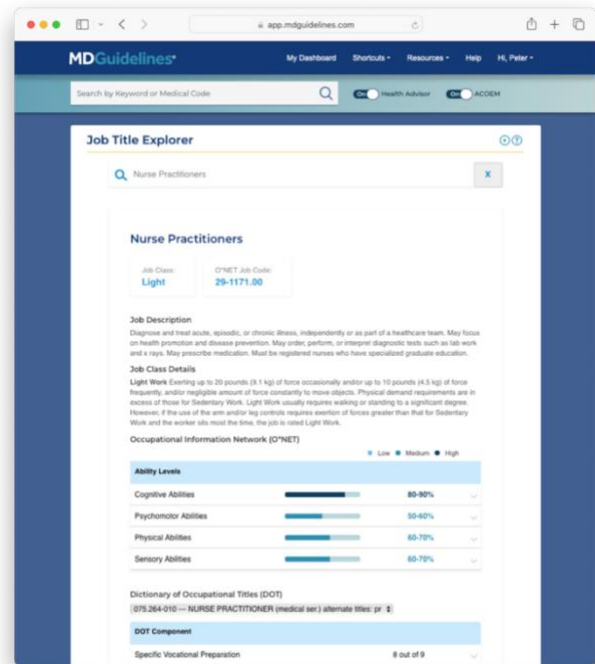 app.mdguidelines.com
MDGuidelines
My Dashboard Shortcuts Resources Help Hi, Peter
Search by Keyword or Medical Code On Health Advisor On ACOEM
Job Title Explorer
Nurse Practitioners X
Nurse Practitioners
Job Class: O*NET Job Code:
Light 29-1171.00
Job Description
Diagnose and treat acute, episodic, or chronic illness, independently or as part of a healthcare team. May focus
on health promotion and disease prevention. May order, perform, or interpret diagnostic tests such as lab work
and x rays. May prescribe medication. Must be registered nurses who have specialized graduate education.
Job Class Details
Light Work Exerting up to 20 pounds (9.1 kg) of force occasionally and/or up to 10 pounds (4.5 kg) of force
frequently, and/or negligible amount of force constantly to move objects. Physical demand requirements are in
excess of those for Sedentary Work. Light Work usually requires walking or standing to a significant degree.
However, if the use of the arm and/or leg controls requires exertion of forces greater than that for Sedentary
Work and the worker sits most the time, the job is rated Light Work.
Occupational Information Network (O*NET)
Low Medium High
Ability Levels
Cognitive Abilities 80-90%
Psychomotor Abilities 50-60%
Physical Abilities 60-70%
Sensory Abilities 60-70%
Dictionary of Occupational Titles (DOT)
075.264-010 --- NURSE PRACTITIONER (medical ser.) alternate titles: pr
DOT Component
Specific Vocational Preparation 8 out of 9